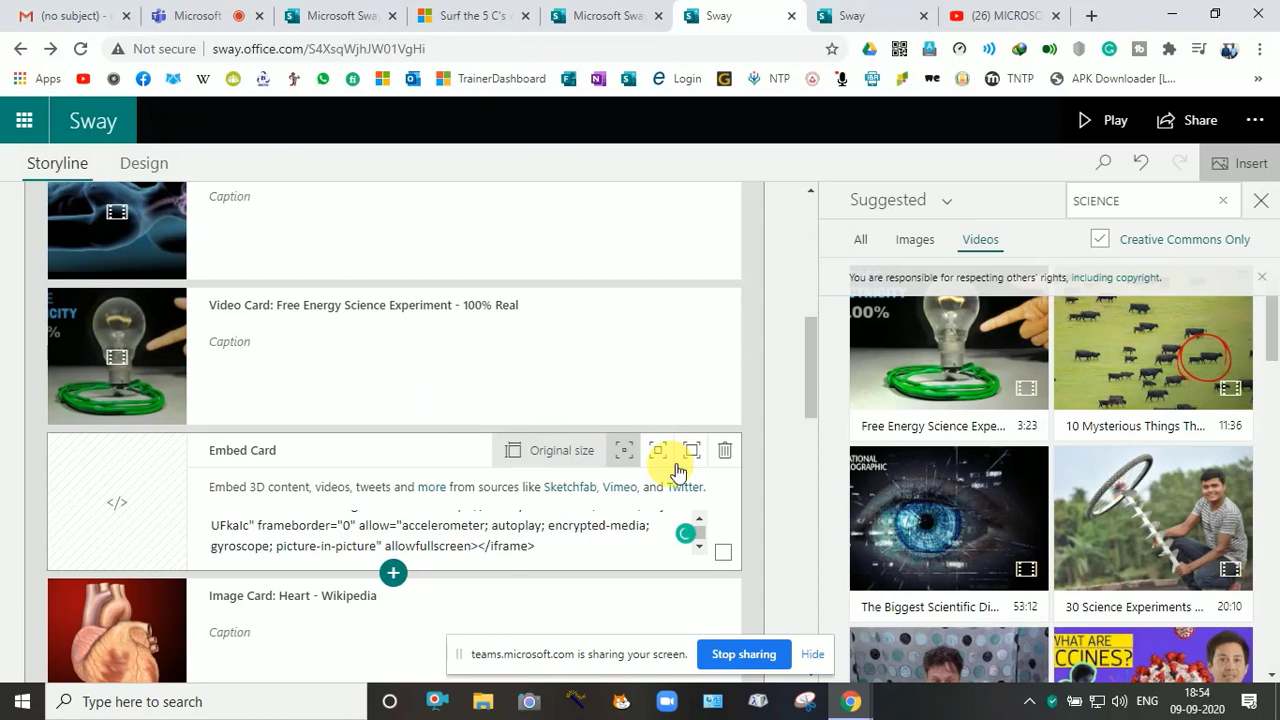 (no subject) -
Microsoft
Microsoft Sway
Surf the 5 C's w
Microsoft Sway
Sway
Sway
(26) MICROSO
Not secure sway.office.com/S4XsqWjhJW01VgHi
Apps
TrainerDashboard
Login
NTP
TNTP
APK Downloader [L...
Sway
Play
Share
Storyline
Design
Insert
Caption
Video Card: Free Energy Science Experiment - 100% Real
Caption
Embed Card
Original size
Embed 3D content, videos, tweets and more from sources like Sketchfab, Vimeo, and Twitter.
UFkaIc" frameborder="0" allow="accelerometer; autoplay; encrypted-media;
gyroscope; picture-in-picture" allowfullscreen></iframe>
Image Card: Heart - Wikipedia
Caption
Suggested
SCIENCE
All
Images
Videos
Creative Commons Only
You are responsible for respecting others' rights, including copyright.
100%
Free Energy Science Expe...
3:23
10 Mysterious Things Th...
11:36
The Biggest Scientific Di...
53:12
30 Science Experiments ...
20:10
WHAT ARE
teams.microsoft.com is sharing your screen.
Stop sharing
Hide
Type here to search
ENG
18:54
09-09-2020